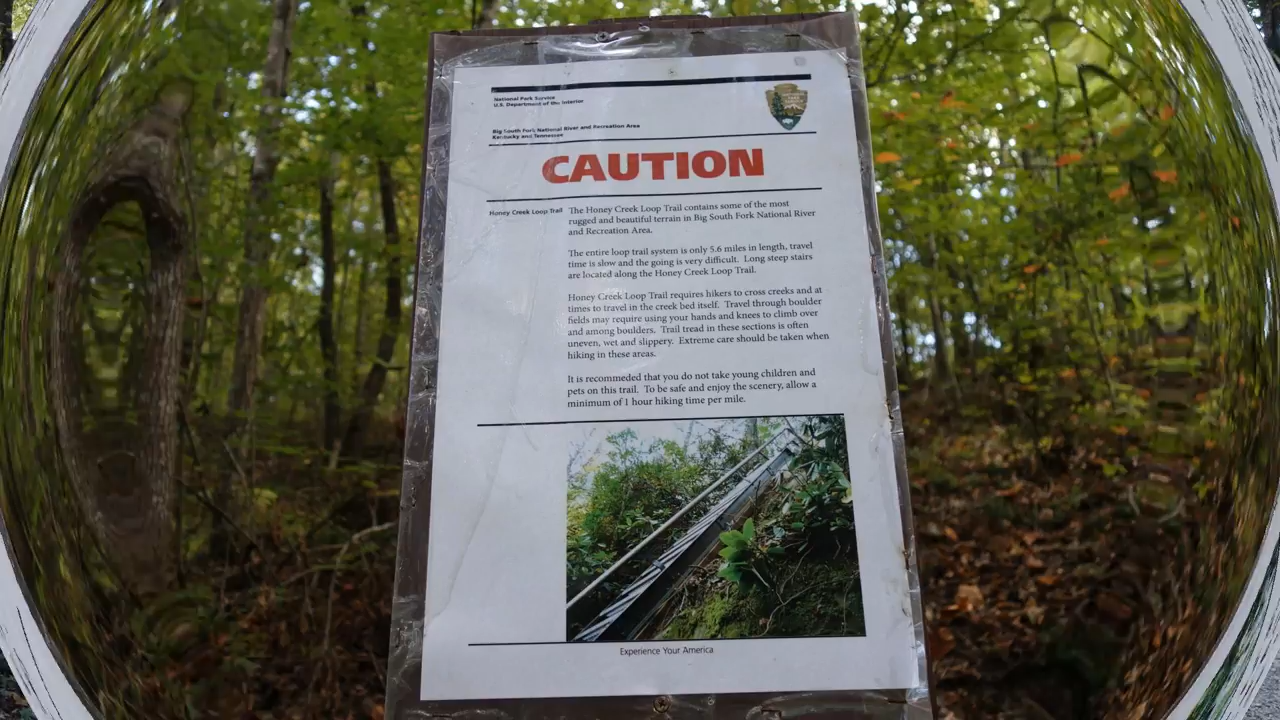 National Park Service
U.S. Department of the Interior
Big South Fork National River and Recreation Area
Kentucky and Tennessee
CAUTION
Honey Creek Loop Trail
The Honey Creek Loop Trail contains some of the most
rugged and beautiful terrain in Big South Fork National River
and Recreation Area.
The entire loop trail system is only 5.6 miles in length, travel
time is slow and the going is very difficult. Long steep stairs
are located along the Honey Creek Loop Trail.
Honey Creek Loop Trail requires hikers to cross creeks and at
times to travel in the creek bed itself. Travel through boulder
fields may require using your hands and knees to climb over
and among boulders. Trail tread in these sections is often
uneven, wet and slippery. Extreme care should be taken when
hiking in these areas.
It is recommeded that you do not take young children and
pets on this trail. To be safe and enjoy the scenery, allow a
minimum of 1 hour hiking time per mile.
Experience Your America